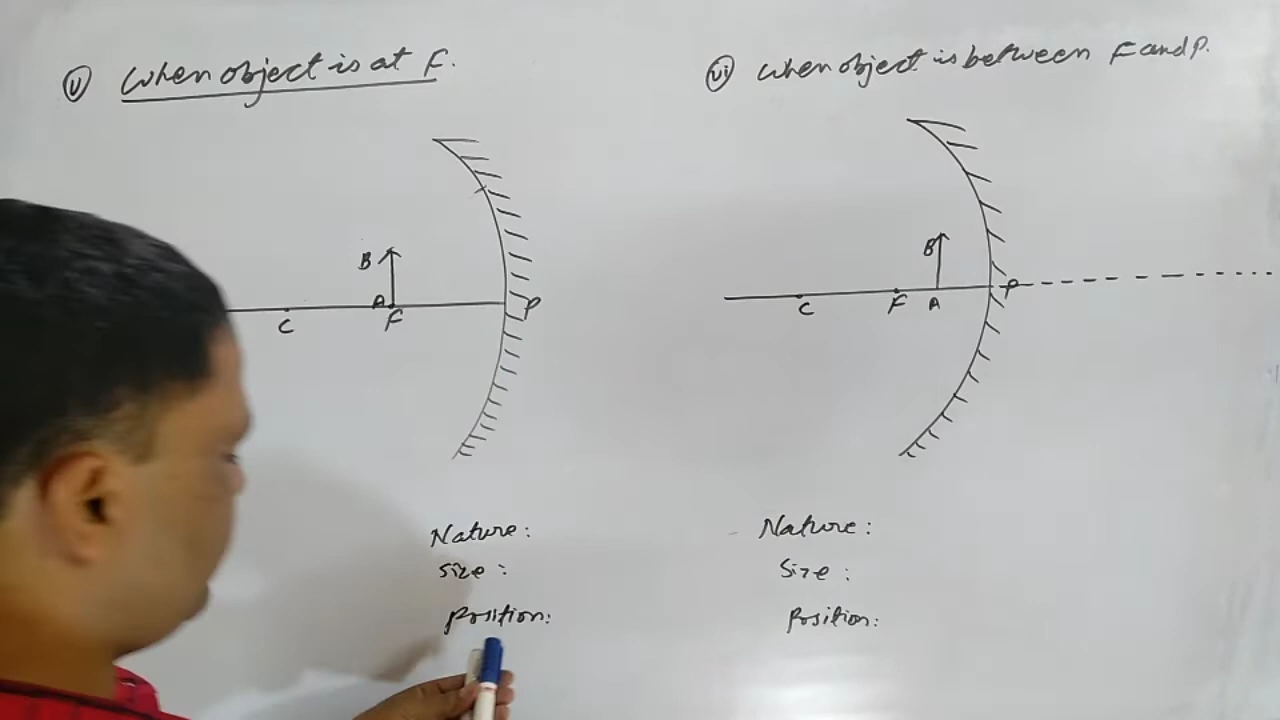 (v) When object is at F.
B
A
C
F
P
Nature:
Size :
Position:
(vi) When object is between F and P.
B
C
F
A
P
Nature:
Size :
Position: